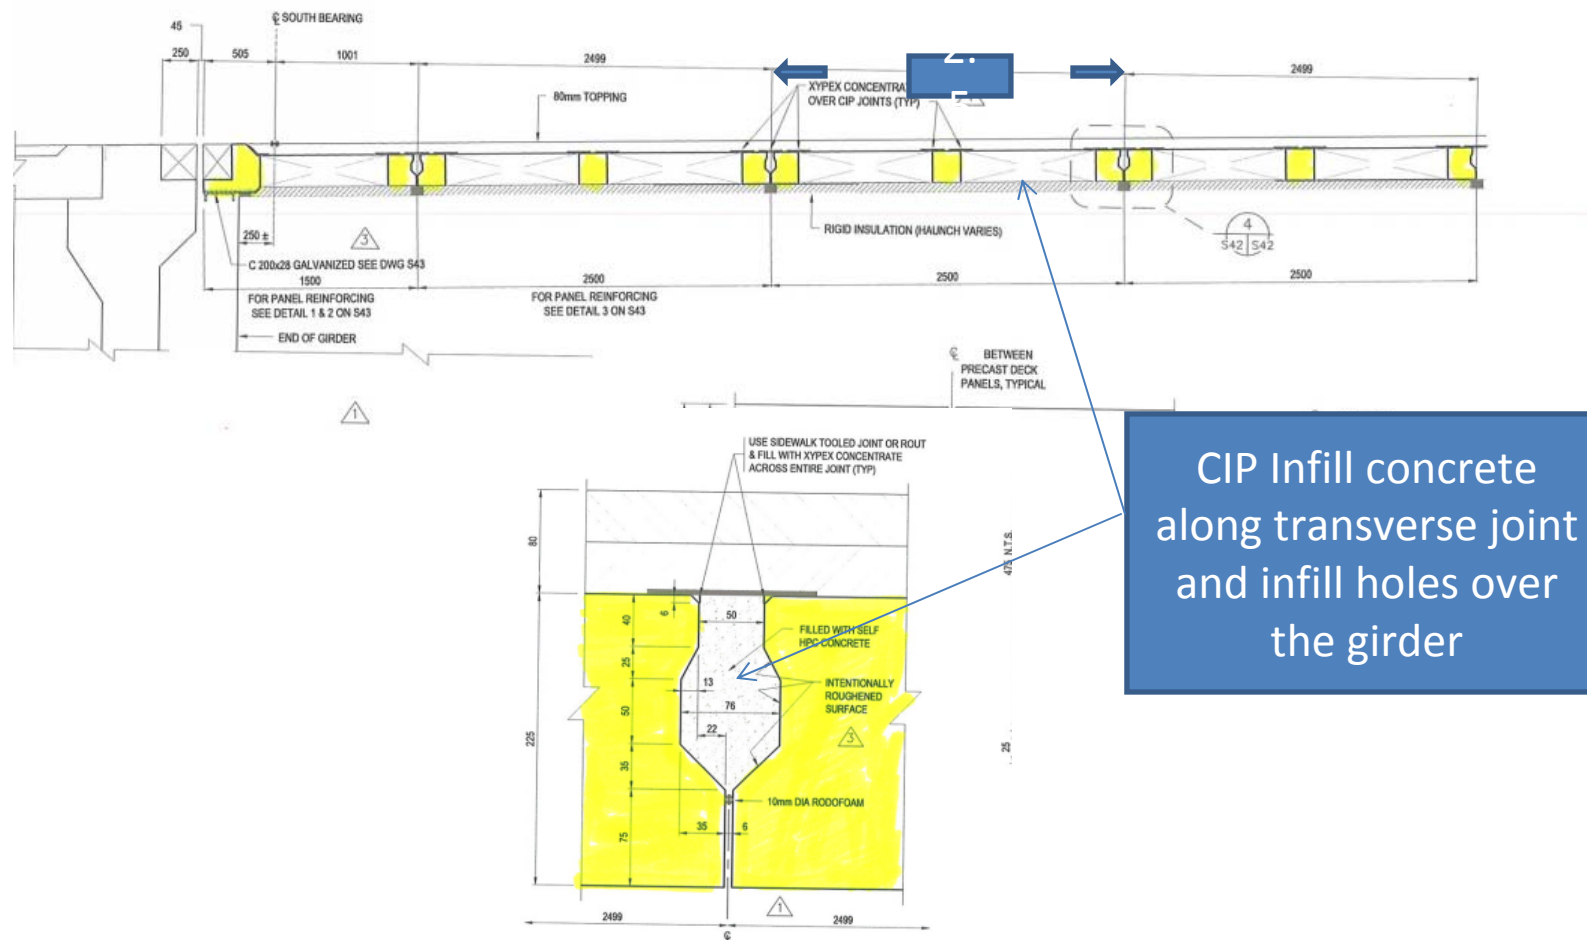 ℄ SOUTH BEARING
45
250
505
1001
2499
2.
5
2499
80mm TOPPING
XYPEX CONCENTRA
OVER CIP JOINTS (TYP)
RIGID INSULATION (HAUNCH VARIES)
4
S42 S42
250 ±
3
C 200x28 GALVANIZED SEE DWG S43
1500
2500
2500
2500
FOR PANEL REINFORCING
SEE DETAIL 1 & 2 ON S43
FOR PANEL REINFORCING
SEE DETAIL 3 ON S43
END OF GIRDER
℄ BETWEEN
PRECAST DECK
PANELS, TYPICAL
1
USE SIDEWALK TOOLED JOINT OR ROUT
& FILL WITH XYPEX CONCENTRATE
ACROSS ENTIRE JOINT (TYP)
CIP Infill concrete
along transverse joint
and infill holes over
the girder
80
475 N.T.S.
6
40
50
FILLED WITH SELF
HPC CONCRETE
25
13
INTENTIONALLY
ROUGHENED
SURFACE
50
76
22
3
225
25
35
10mm DIA RODOFOAM
75
35
6
1
2499
2499
℄